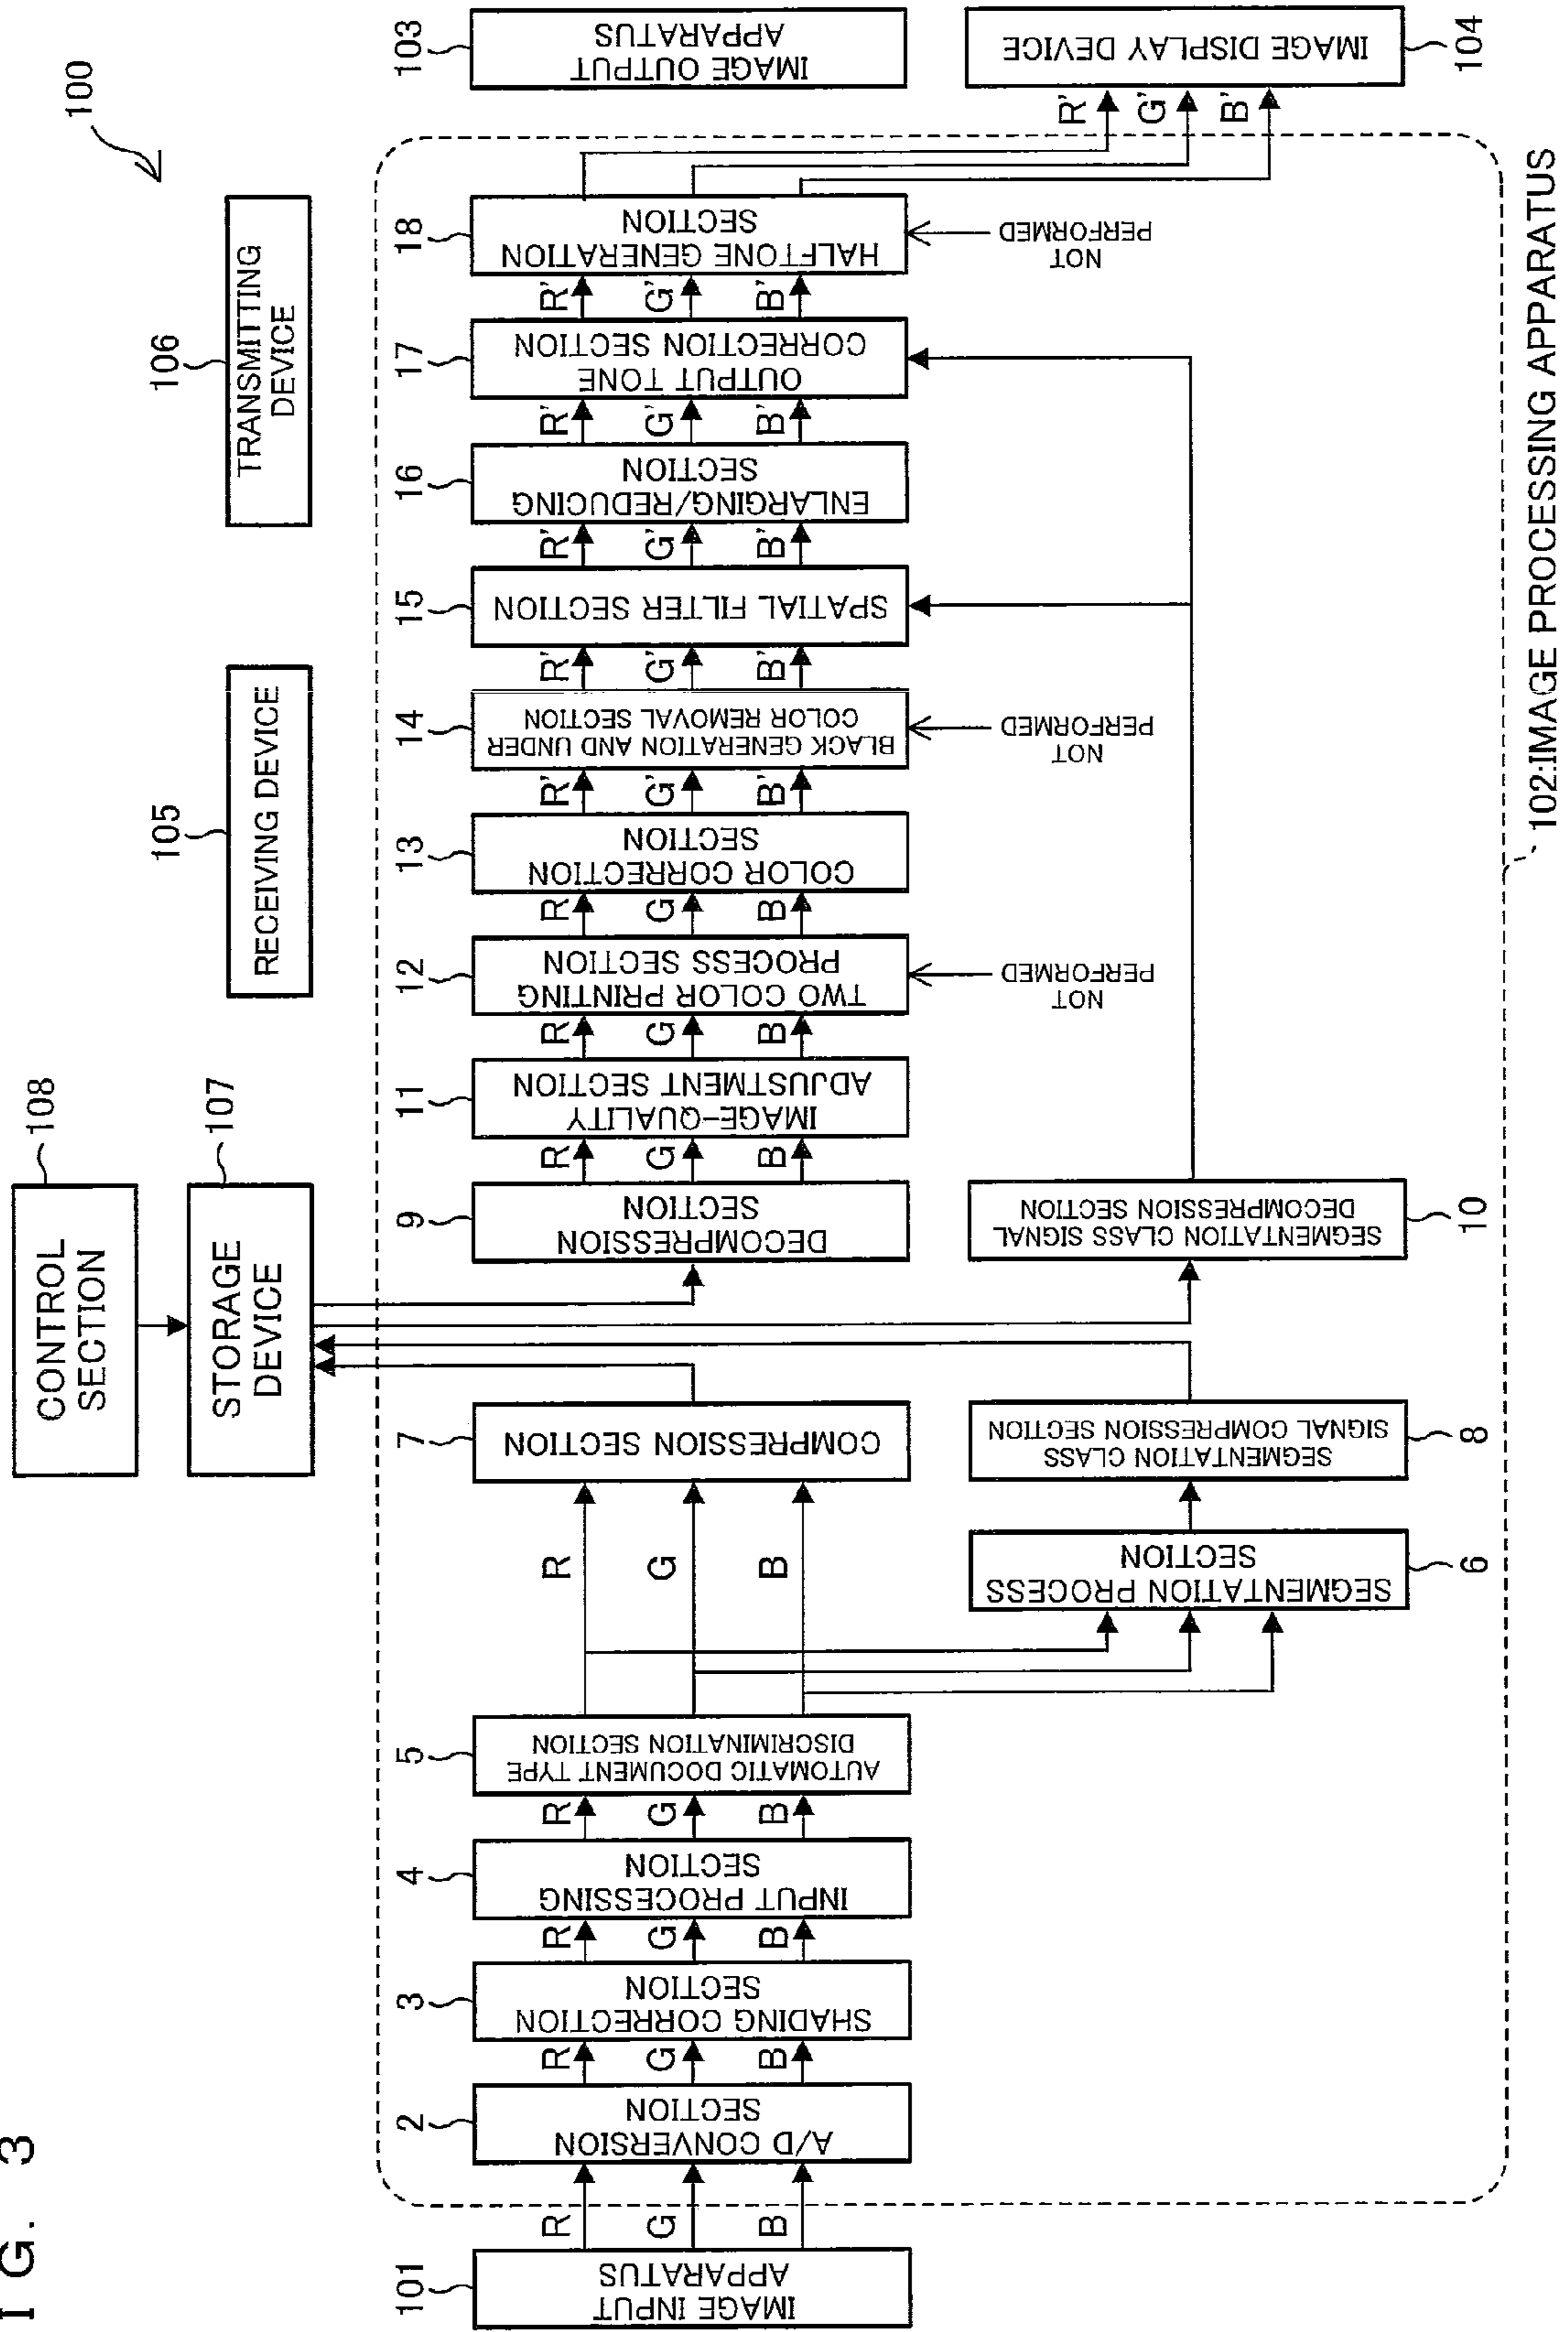 I G. 3
100
CONTROL
SECTION
108
STORAGE
DEVICE
107
RECEIVING DEVICE
105
TRANSMITTING
DEVICE
106
IMAGE INPUT
APPARATUS
101
R
G
B
A/D CONVERSION
SECTION
2
R
G
B
SHADING CORRECTION
SECTION
3
R
G
B
INPUT PROCESSING
SECTION
4
R
G
B
AUTOMATIC DOCUMENT TYPE
DISCRIMINATION SECTION
5
R
G
B
SEGMENTATION PROCESS
SECTION
6
COMPRESSION SECTION
7
SEGMENTATION CLASS
SIGNAL COMPRESSION SECTION
8
DECOMPRESSION
SECTION
9
SEGMENTATION CLASS SIGNAL
DECOMPRESSION SECTION
10
R
G
B
IMAGE-QUALITY
ADJUSTMENT SECTION
11
R
G
B
TWO COLOR PRINTING
PROCESS SECTION
12
NOT
PERFORMED
R
G
B
COLOR CORRECTION
SECTION
13
R'
G'
B'
BLACK GENERATION AND UNDER
COLOR REMOVAL SECTION
14
NOT
PERFORMED
R'
G'
B'
SPATIAL FILTER SECTION
15
R'
G'
B'
ENLARGING/REDUCING
SECTION
16
R'
G'
B'
OUTPUT TONE
CORRECTION SECTION
17
R'
G'
B'
HALFTONE GENERATION
SECTION
18
NOT
PERFORMED
R'
G'
B'
IMAGE OUTPUT
APPARATUS
103
IMAGE DISPLAY DEVICE
104
102:IMAGE PROCESSING APPARATUS